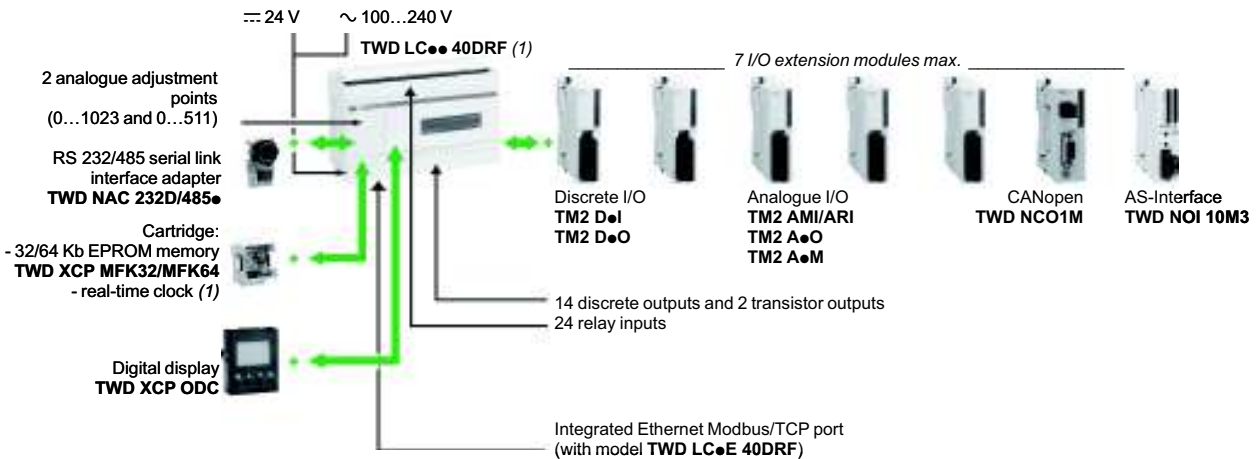 ⎓ 24 V
∿ 100…240 V
TWD LC●● 40DRF (1)
7 I/O extension modules max.
2 analogue adjustment
points
(0…1023 and 0…511)
RS 232/485 serial link
interface adapter
TWD NAC 232D/485●
Cartridge:
- 32/64 Kb EPROM memory
TWD XCP MFK32/MFK64
- real-time clock (1)
Digital display
TWD XCP ODC
Discrete I/O
TM2 D●I
TM2 D●O
Analogue I/O
TM2 AMI/ARI
TM2 A●O
TM2 A●M
CANopen
TWD NCO1M
AS-Interface
TWD NOI 10M3
14 discrete outputs and 2 transistor outputs
24 relay inputs
Integrated Ethernet Modbus/TCP port
(with model TWD LC●E 40DRF)